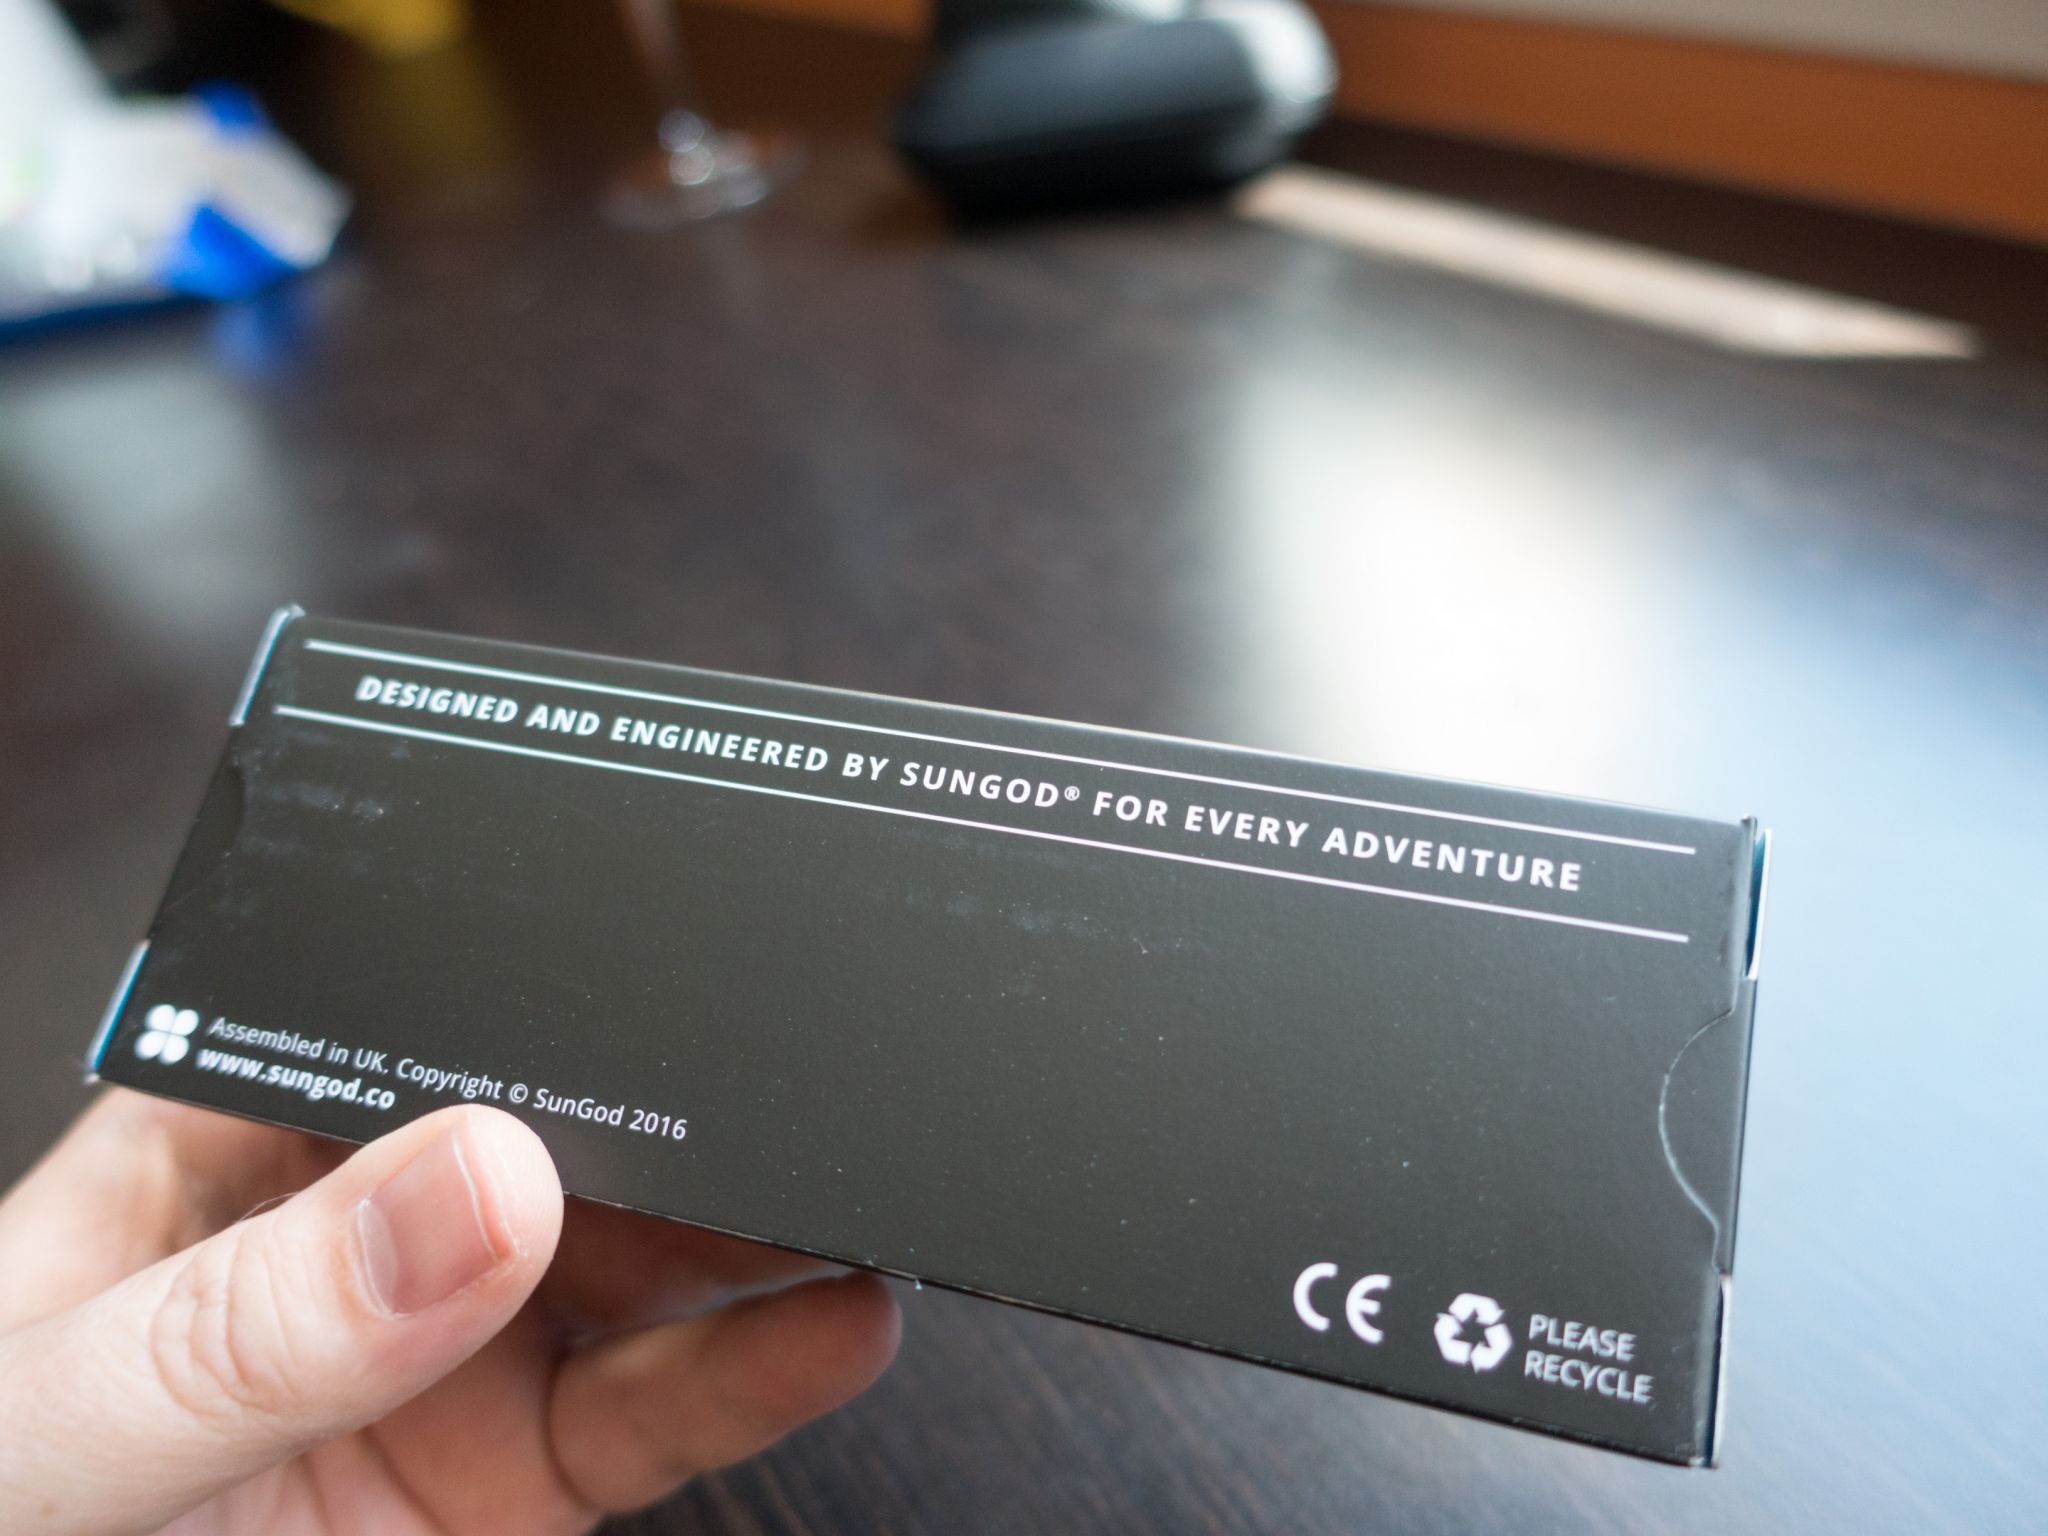 DESIGNED AND ENGINEERED BY SUNGOD® FOR EVERY ADVENTURE
Assembled in UK. Copyright © SunGod 2016
www.sungod.co
CE
PLEASE
RECYCLE